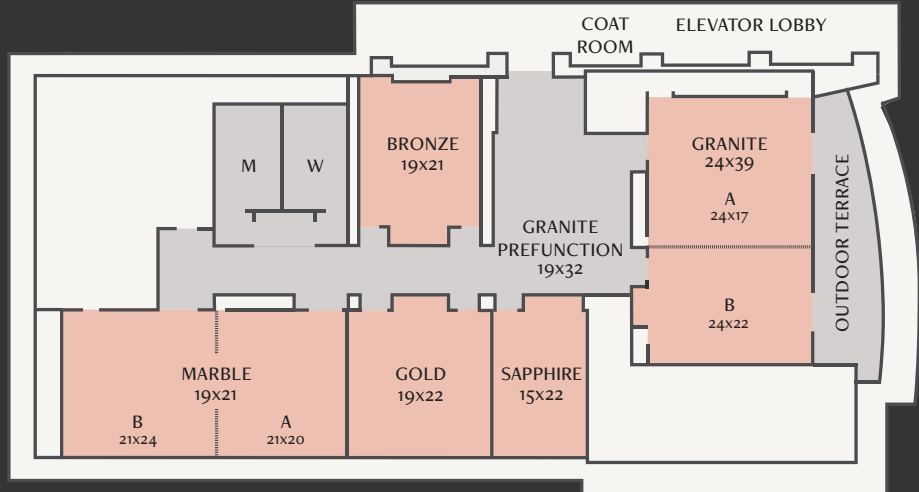 COAT
ROOM
ELEVATOR LOBBY
M
W
BRONZE
19x21
GRANITE
24x39
A
24x17
OUTDOOR TERRACE
GRANITE
PREFUNCTION
19x32
B
24x22
MARBLE
19x21
B
21x24
A
21x20
GOLD
19x22
SAPPHIRE
15x22